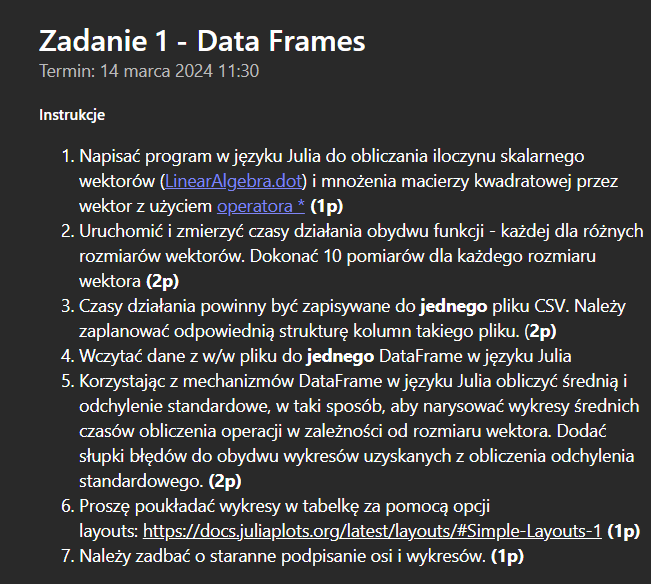 Zadanie 1 - Data Frames
Termin: 14 marca 2024 11:30
Instrukcje
1. Napisać program w języku Julia do obliczania iloczynu skalarnego
wektorów (LinearAlgebra.dot) i mnożenia macierzy kwadratowej przez
wektor z użyciem operatora * (1p)
2. Uruchomić i zmierzyć czasy działania obydwu funkcji - każdej dla różnych
rozmiarów wektorów. Dokonać 10 pomiarów dla każdego rozmiaru
wektora (2p)
3. Czasy działania powinny być zapisywane do jednego pliku CSV. Należy
zaplanować odpowiednią strukturę kolumn takiego pliku. (2p)
4. Wczytać dane z w/w pliku do jednego DataFrame w języku Julia
5. Korzystając z mechanizmów DataFrame w języku Julia obliczyć średnią i
odchylenie standardowe, w taki sposób, aby narysować wykresy średnich
czasów obliczenia operacji w zależności od rozmiaru wektora. Dodać
słupki błędów do obydwu wykresów uzyskanych z obliczenia odchylenia
standardowego. (2p)
6. Proszę poukładać wykresy w tabelkę za pomocą opcji
layouts: https://docs.juliaplots.org/latest/layouts/#Simple-Layouts-1 (1p)
7. Należy zadbać o staranne podpisanie osi i wykresów. (1p)